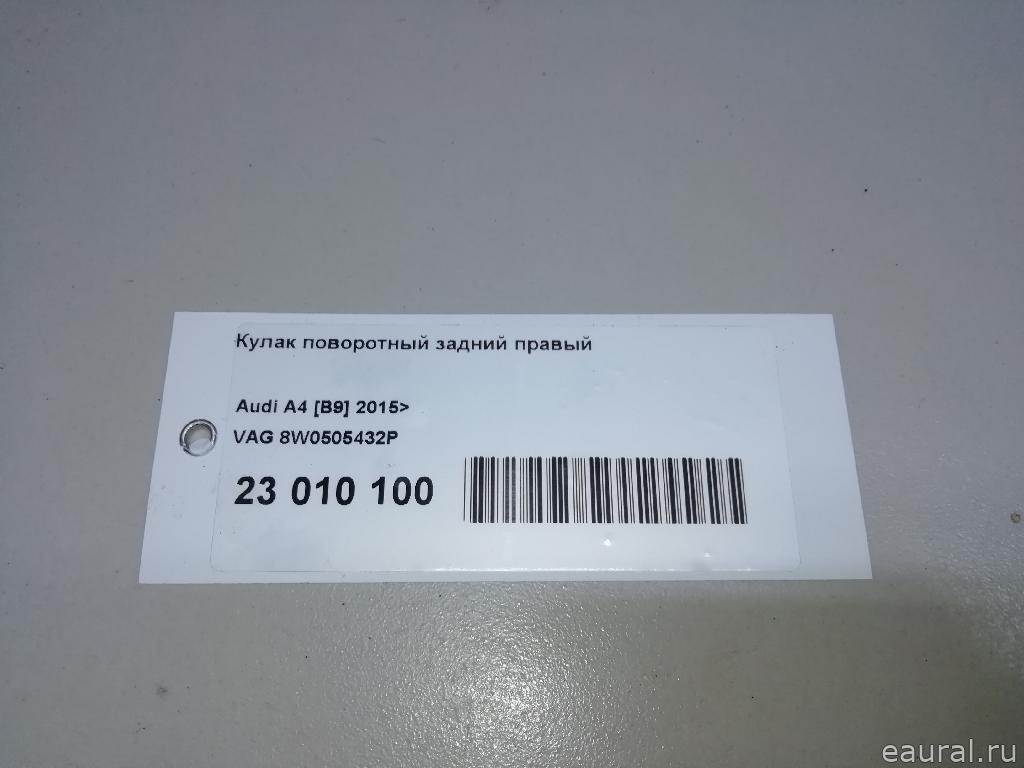 Кулак поворотный задний правый
Audi A4 [B9] 2015>
VAG 8W0505432P
23 010 100
eaural.ru